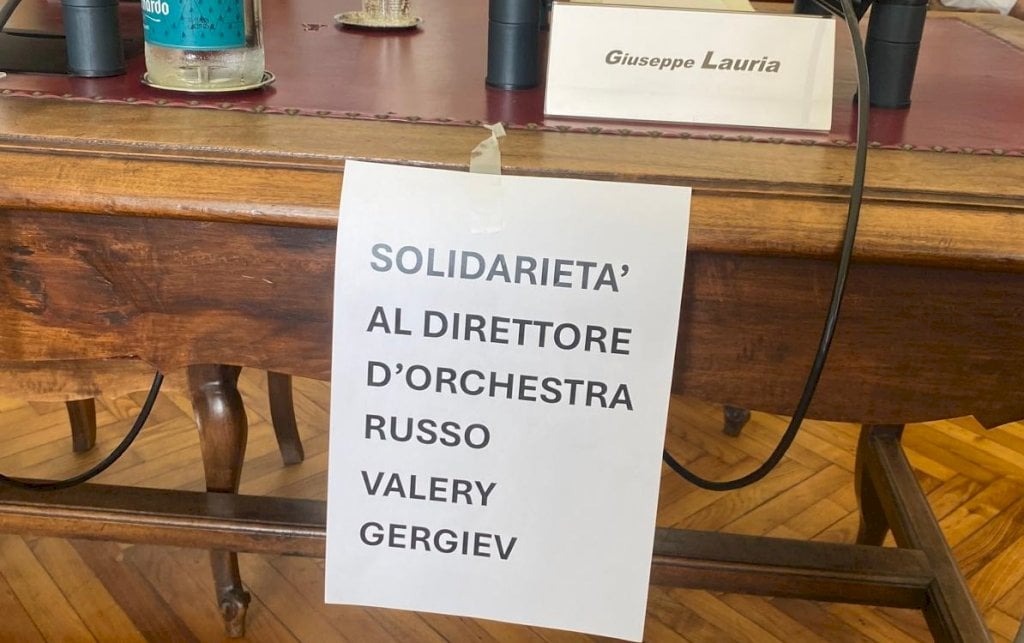 Giuseppe Lauria
SOLIDARIETA’
AL DIRETTORE
D’ORCHESTRA
RUSSO
VALERY
GERGIEV